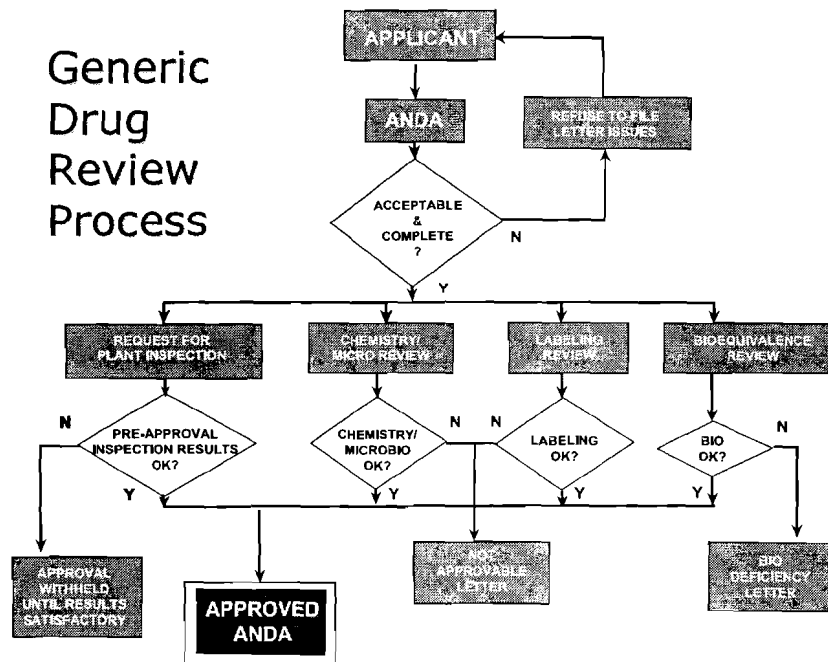 Generic
Drug
Review
Process
APPLICANT
ANDA
REFUSE TO FILE
LETTER ISSUES
ACCEPTABLE
&
COMPLETE
?
N
Y
REQUEST FOR
PLANT INSPECTION
CHEMISTRY/
MICRO REVIEW
LABELING
REVIEW
BIOEQUIVALENCE
REVIEW
N
PRE-APPROVAL
INSPECTION RESULTS
OK?
Y
CHEMISTRY/
MICROBIO
OK?
N
Y
N
LABELING
OK?
Y
BIO
OK?
N
Y
APPROVAL
WITHHELD
UNTIL RESULTS
SATISFACTORY
APPROVED
ANDA
NOT
APPROVABLE
LETTER
BIO
DEFICIENCY
LETTER